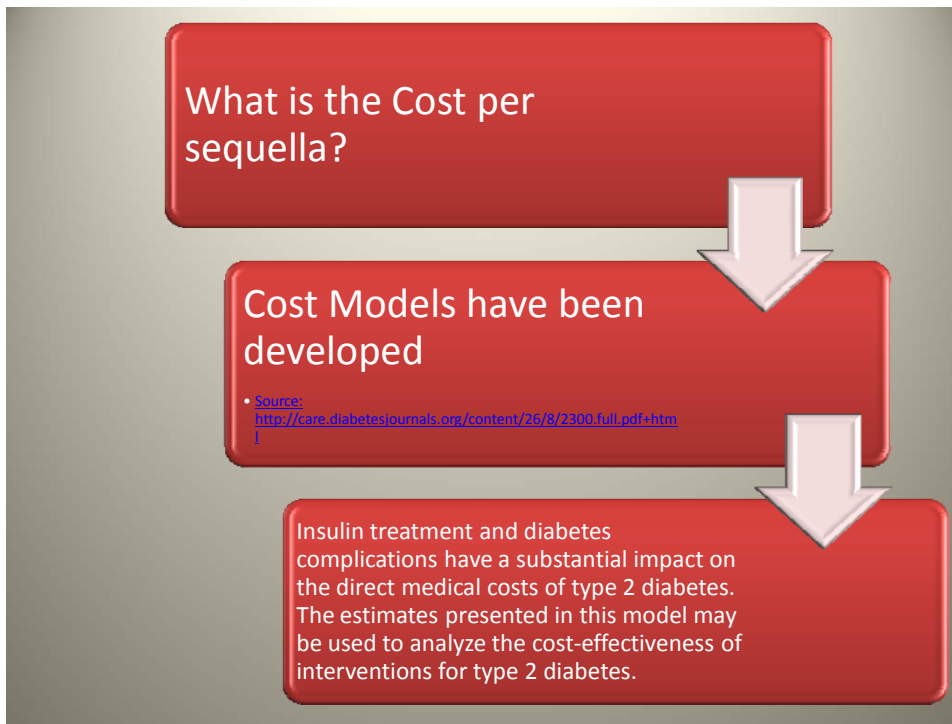 What is the Cost per
sequella?
Cost Models have been
developed
• Source:
http://care.diabetesjournals.org/content/26/8/2300.full.pdf+htm
l
Insulin treatment and diabetes
complications have a substantial impact on
the direct medical costs of type 2 diabetes.
The estimates presented in this model may
be used to analyze the cost-effectiveness of
interventions for type 2 diabetes.